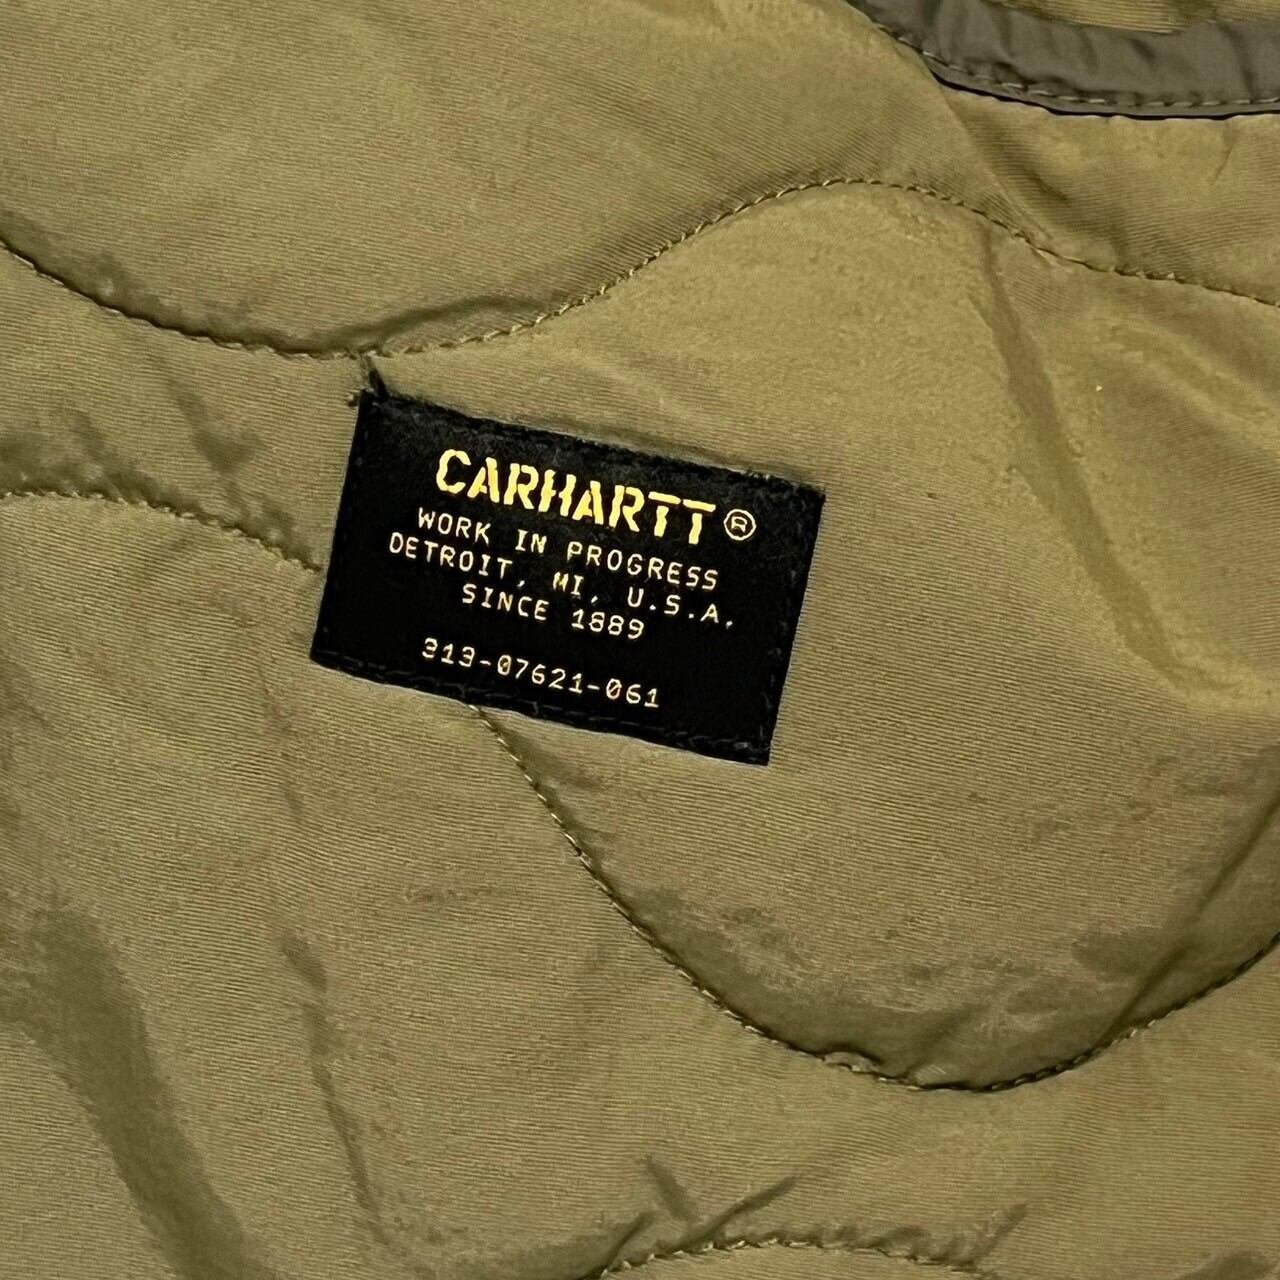 CARHARTT®
WORK IN PROGRESS
DETROIT, MI, U.S.A.
SINCE 1889
313-07621-061